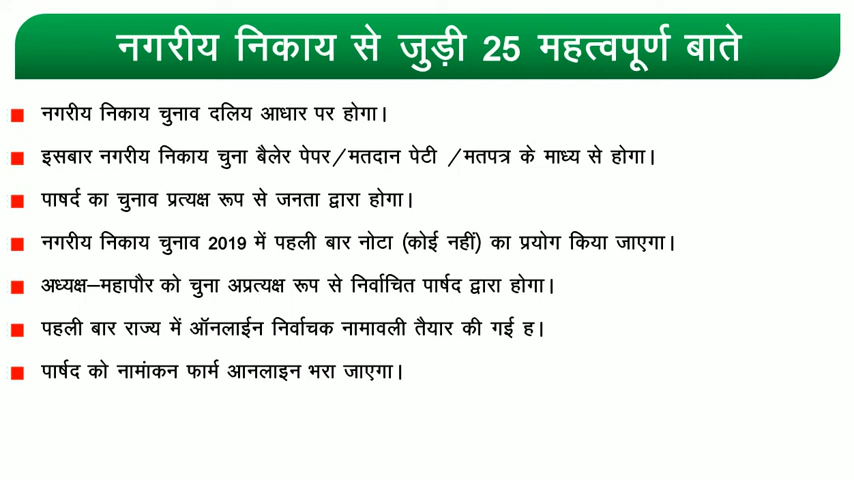 नगरीय निकाय से जुड़ी 25 महत्वपूर्ण बाते
नगरीय निकाय चुनाव दलिय आधार पर होगा।
इसबार नगरीय निकाय चुना बैलेर पेपर/मतदान पेटी /मतपत्र के माध्य से होगा।
पाषर्द का चुनाव प्रत्यक्ष रूप से जनता द्वारा होगा।
नगरीय निकाय चुनाव 2019 में पहली बार नोटा (कोई नहीं) का प्रयोग किया जाएगा।
अध्यक्ष–महापौर को चुना अप्रत्यक्ष रूप से निर्वाचित पार्षद द्वारा होगा।
पहली बार राज्य में ऑनलाईन निर्वाचक नामावली तैयार की गई ह।
पार्षद को नामांकन फार्म आनलाइन भरा जाएगा।